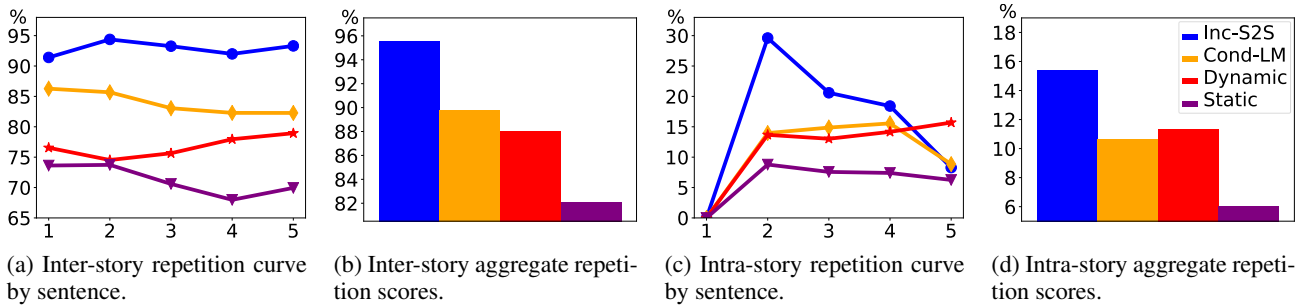 %
95
90
85
80
75
70
65
1 2 3 4 5
(a) Inter-story repetition curve
by sentence.
%
96
94
92
90
88
86
84
82
(b) Inter-story aggregate repeti-
tion scores.
%
30
25
20
15
10
5
0
1 2 3 4 5
(c) Intra-story repetition curve
by sentence.
%
18
16
14
12
10
8
6
Inc-S2S
Cond-LM
Dynamic
Static
(d) Intra-story aggregate repeti-
tion scores.